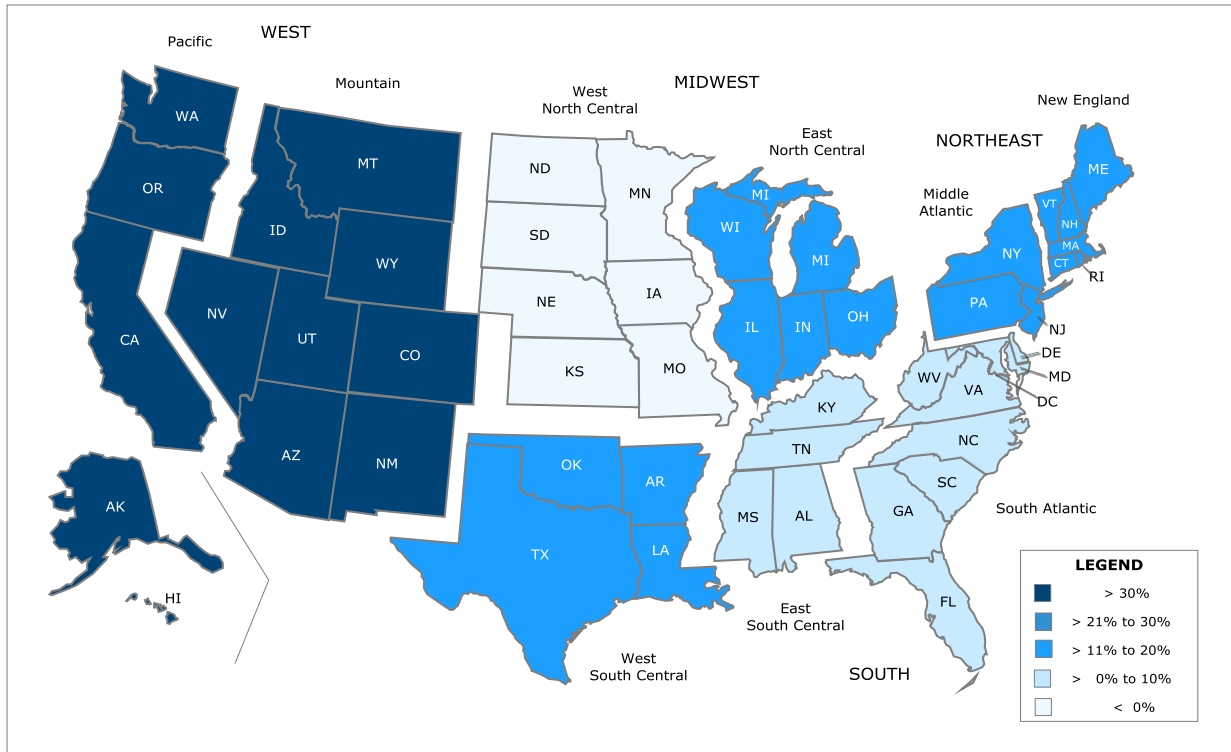 WEST
Pacific
Mountain
MIDWEST
West
North Central
East
North Central
New England
NORTHEAST
Middle
Atlantic
WA
OR
CA
MT
ID
WY
NV
UT
CO
AZ
NM
AK
HI
ND
SD
NE
KS
MN
IA
MO
WI
MI
MI
IL
IN
OH
ME
VT
NH
MA
CT
RI
NY
PA
NJ
DE
MD
DC
WV
VA
KY
TN
NC
SC
GA
FL
MS
AL
OK
AR
TX
LA
South Atlantic
East
South Central
West
South Central
SOUTH
LEGEND
> 30%
> 21% to 30%
> 11% to 20%
> 0% to 10%
< 0%